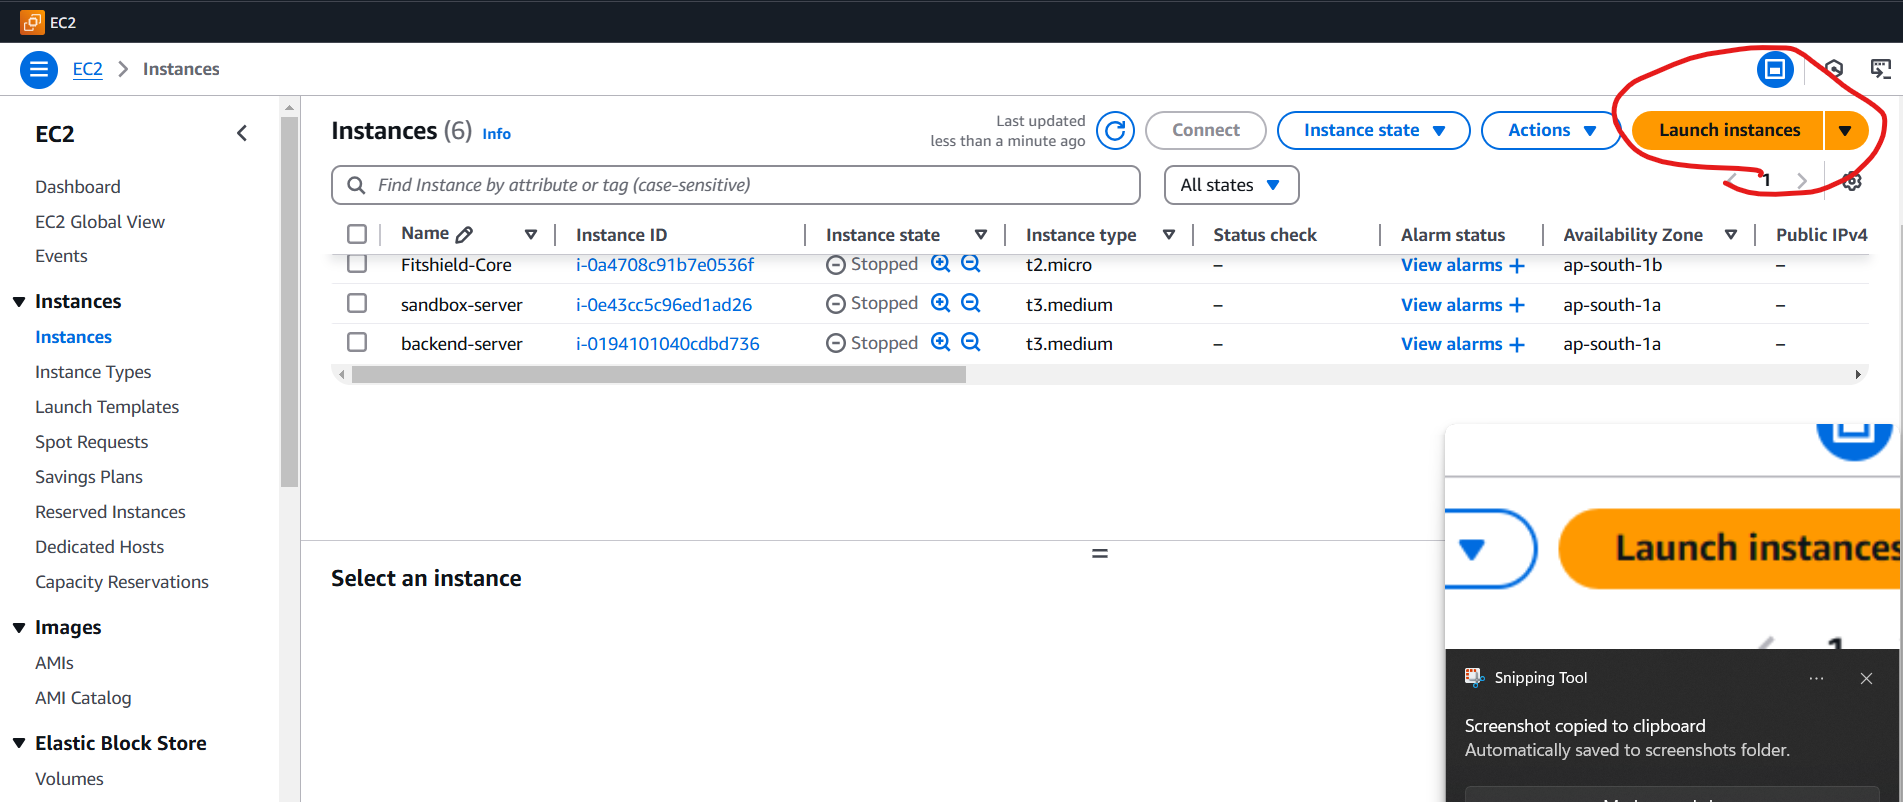 EC2
EC2 > Instances
EC2
Dashboard
EC2 Global View
Events
Instances
Instances
Instance Types
Launch Templates
Spot Requests
Savings Plans
Reserved Instances
Dedicated Hosts
Capacity Reservations
Images
AMIs
AMI Catalog
Elastic Block Store
Volumes
Instances (6) Info
Last updated
less than a minute ago
Connect
Instance state
Actions
Launch instances
Find Instance by attribute or tag (case-sensitive)
All states
1
Name Instance ID Instance state Instance type Status check Alarm status Availability Zone Public IPv4
Fitshield-Core i-0a4708c91b7e0536f Stopped t2.micro – View alarms + ap-south-1b –
sandbox-server i-0e43cc5c96ed1ad26 Stopped t3.medium – View alarms + ap-south-1a –
backend-server i-0194101040cdbd736 Stopped t3.medium – View alarms + ap-south-1a –
Select an instance
Launch instances
1
Snipping Tool
Screenshot copied to clipboard
Automatically saved to screenshots folder.